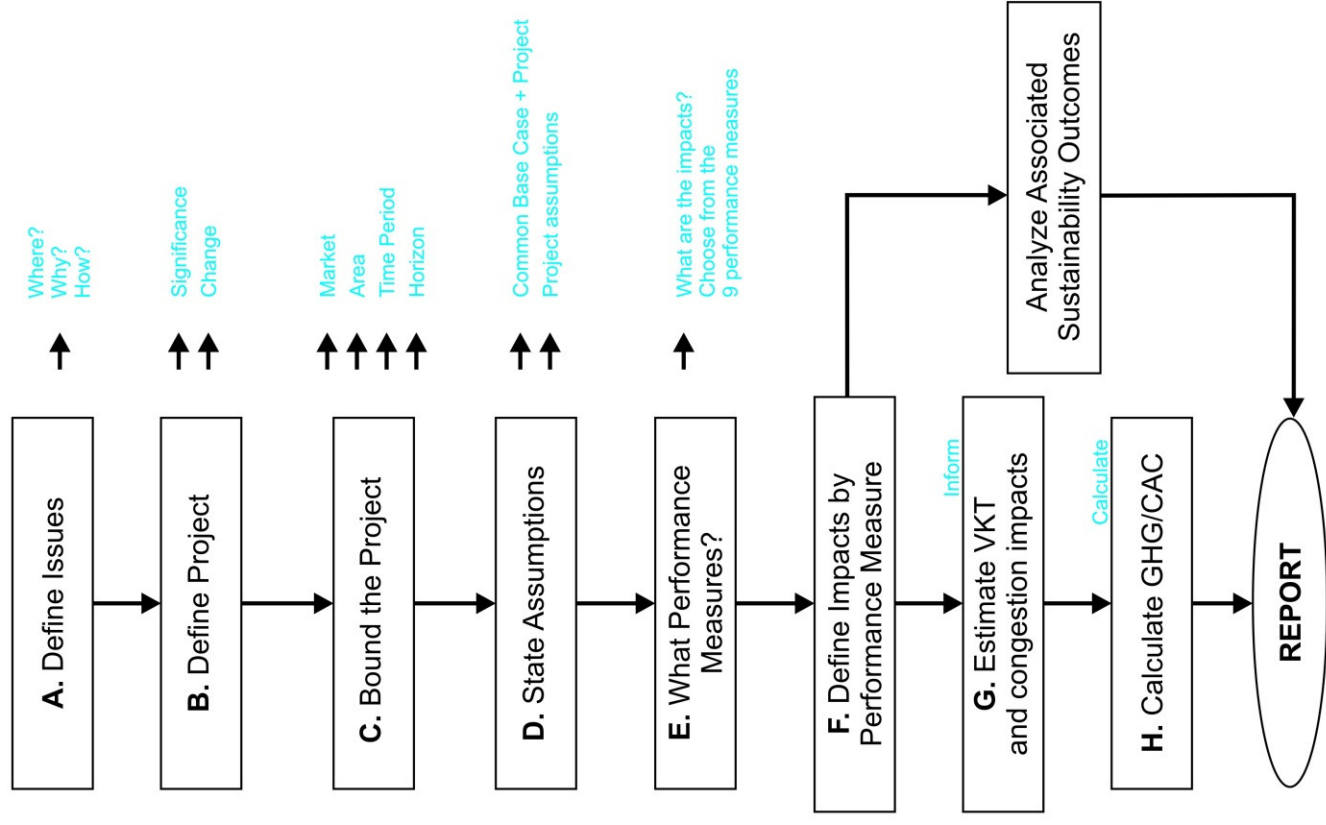 A. Define Issues
Where?
Why?
How?
B. Define Project
Significance
Change
C. Bound the Project
Market
Area
Time Period
Horizon
D. State Assumptions
Common Base Case + Project
Project assumptions
E. What Performance
Measures?
What are the impacts?
Choose from the
9 performance measures
F. Define Impacts by
Performance Measure
Inform
G. Estimate VKT
and congestion impacts
Analyze Associated
Sustainability Outcomes
Calculate
H. Calculate GHG/CAC
REPORT